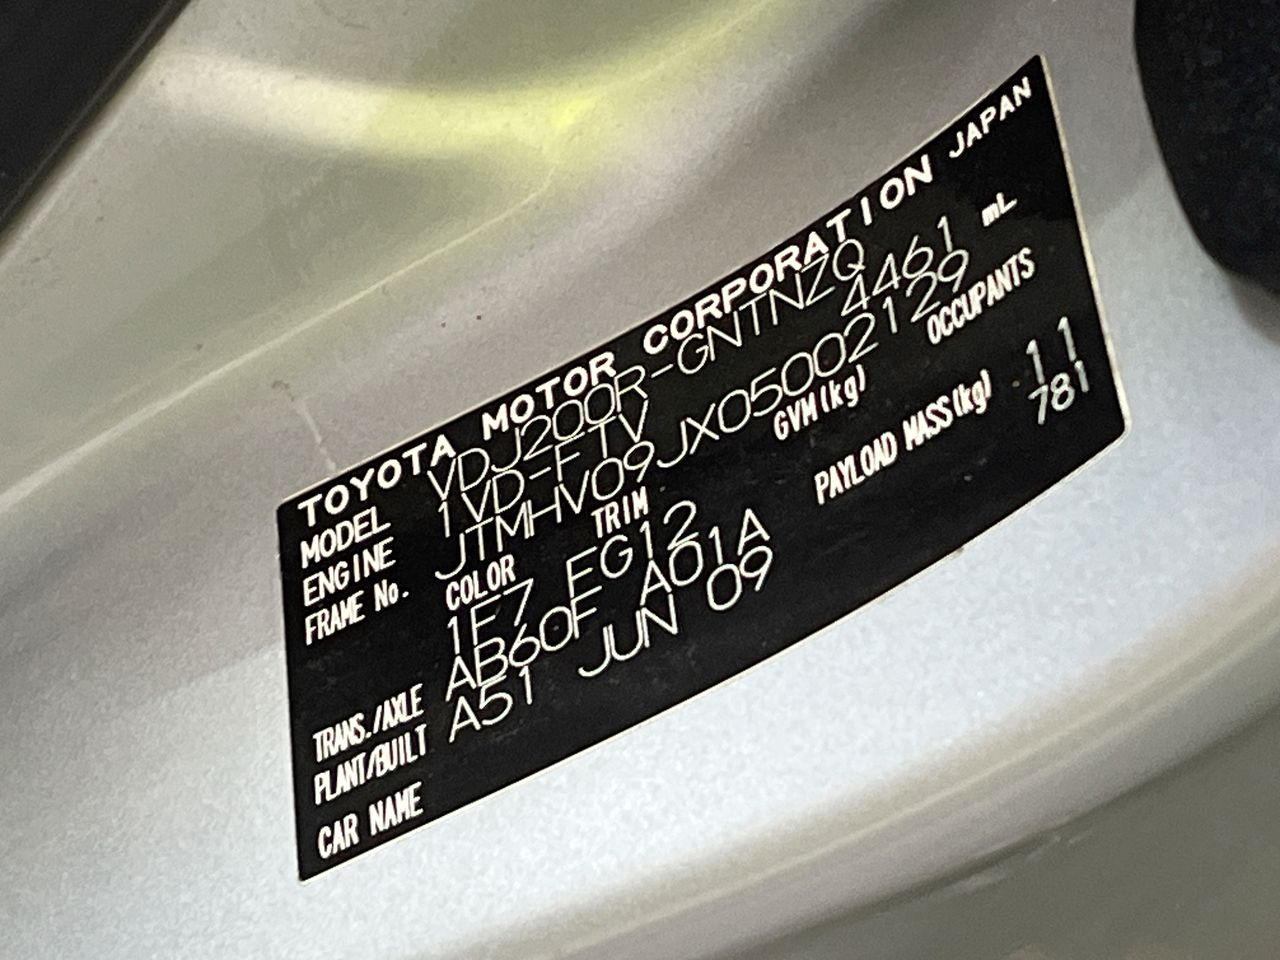 TOYOTA MOTOR CORPORATION JAPAN
MODEL VDJ200R-GNTNZQ
ENGINE 1VD-FTV 4461 mL
FRAME No. JTMHV09JX05002129
COLOR TRIM GVM(kg) OCCUPANTS
1F7 FG12 11
TRANS./AXLE AB60F A01A PAYLOAD MASS(kg) 781
PLANT/BUILT A51 JUN 09
CAR NAME